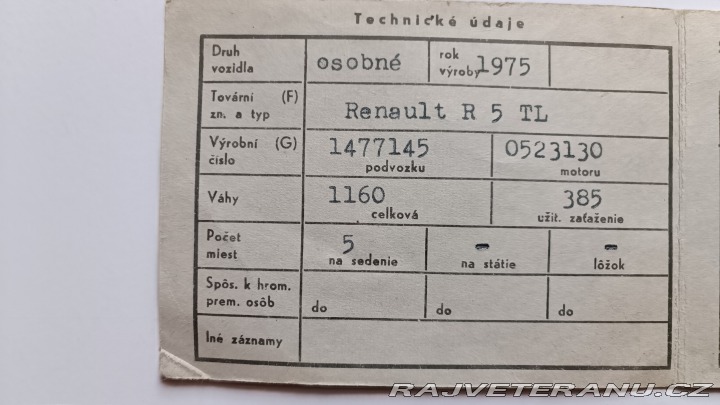 Technické údaje
Druh vozidla osobné rok výroby 1975
Tovární (F) zn. a typ Renault R 5 TL
Výrobní (G) číslo 1477145 podvozku 0523130 motoru
Váhy 1160 celková 385 užit. zaťaženie
Počet miest 5 na sedenie - na státie - lôžok
Spôs. k hrom. prem. osôb do do do
Iné záznamy
RAJVETERANU.CZ